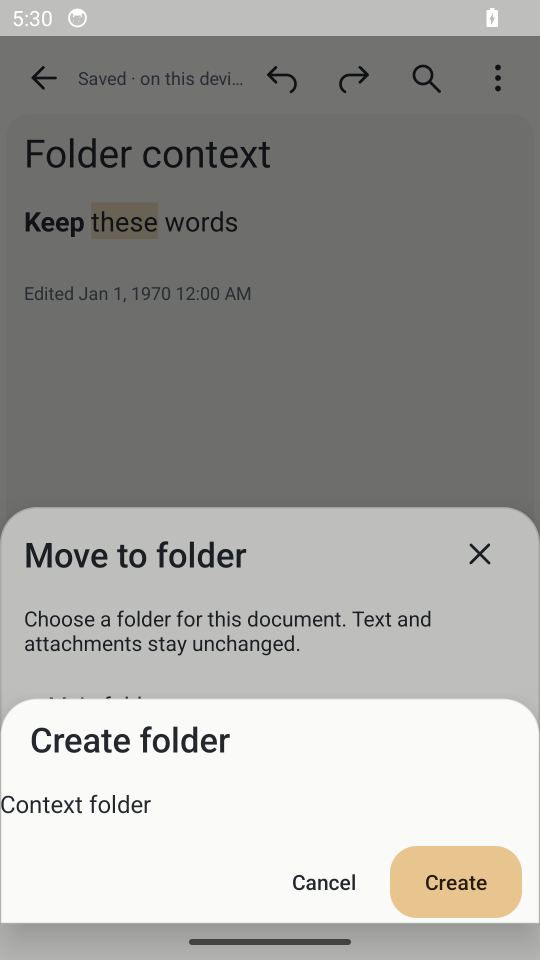 5:30
Saved · on this devi…
Folder context
Keep these words
Edited Jan 1, 1970 12:00 AM
Move to folder
Choose a folder for this document. Text and
attachments stay unchanged.
Create folder
Context folder
Cancel
Create